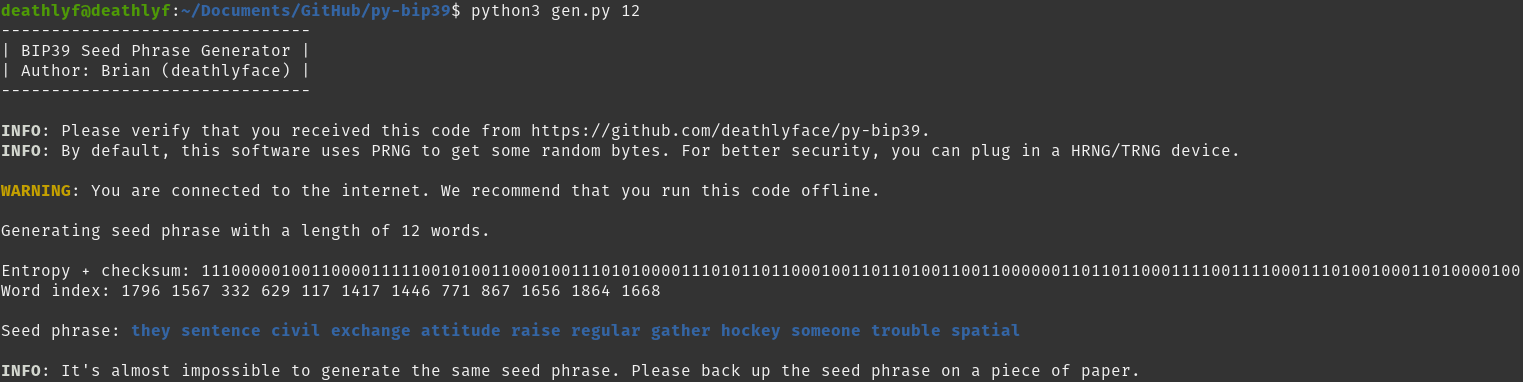 deathlyf@deathlyf:~/Documents/GitHub/py-bip39$ python3 gen.py 12
-------------------------------
| BIP39 Seed Phrase Generator |
| Author: Brian (deathlyface) |
-------------------------------
INFO: Please verify that you received this code from https://github.com/deathlyface/py-bip39.
INFO: By default, this software uses PRNG to get some random bytes. For better security, you can plug in a HRNG/TRNG device.
WARNING: You are connected to the internet. We recommend that you run this code offline.
Generating seed phrase with a length of 12 words.
Entropy + checksum: 111000001001100001111100101001100010011101010000111010110110001001101101001100110000001101101100011110011110001110100100011010000100
Word index: 1796 1567 332 629 117 1417 1446 771 867 1656 1864 1668
Seed phrase: they sentence civil exchange attitude raise regular gather hockey someone trouble spatial
INFO: It's almost impossible to generate the same seed phrase. Please back up the seed phrase on a piece of paper.